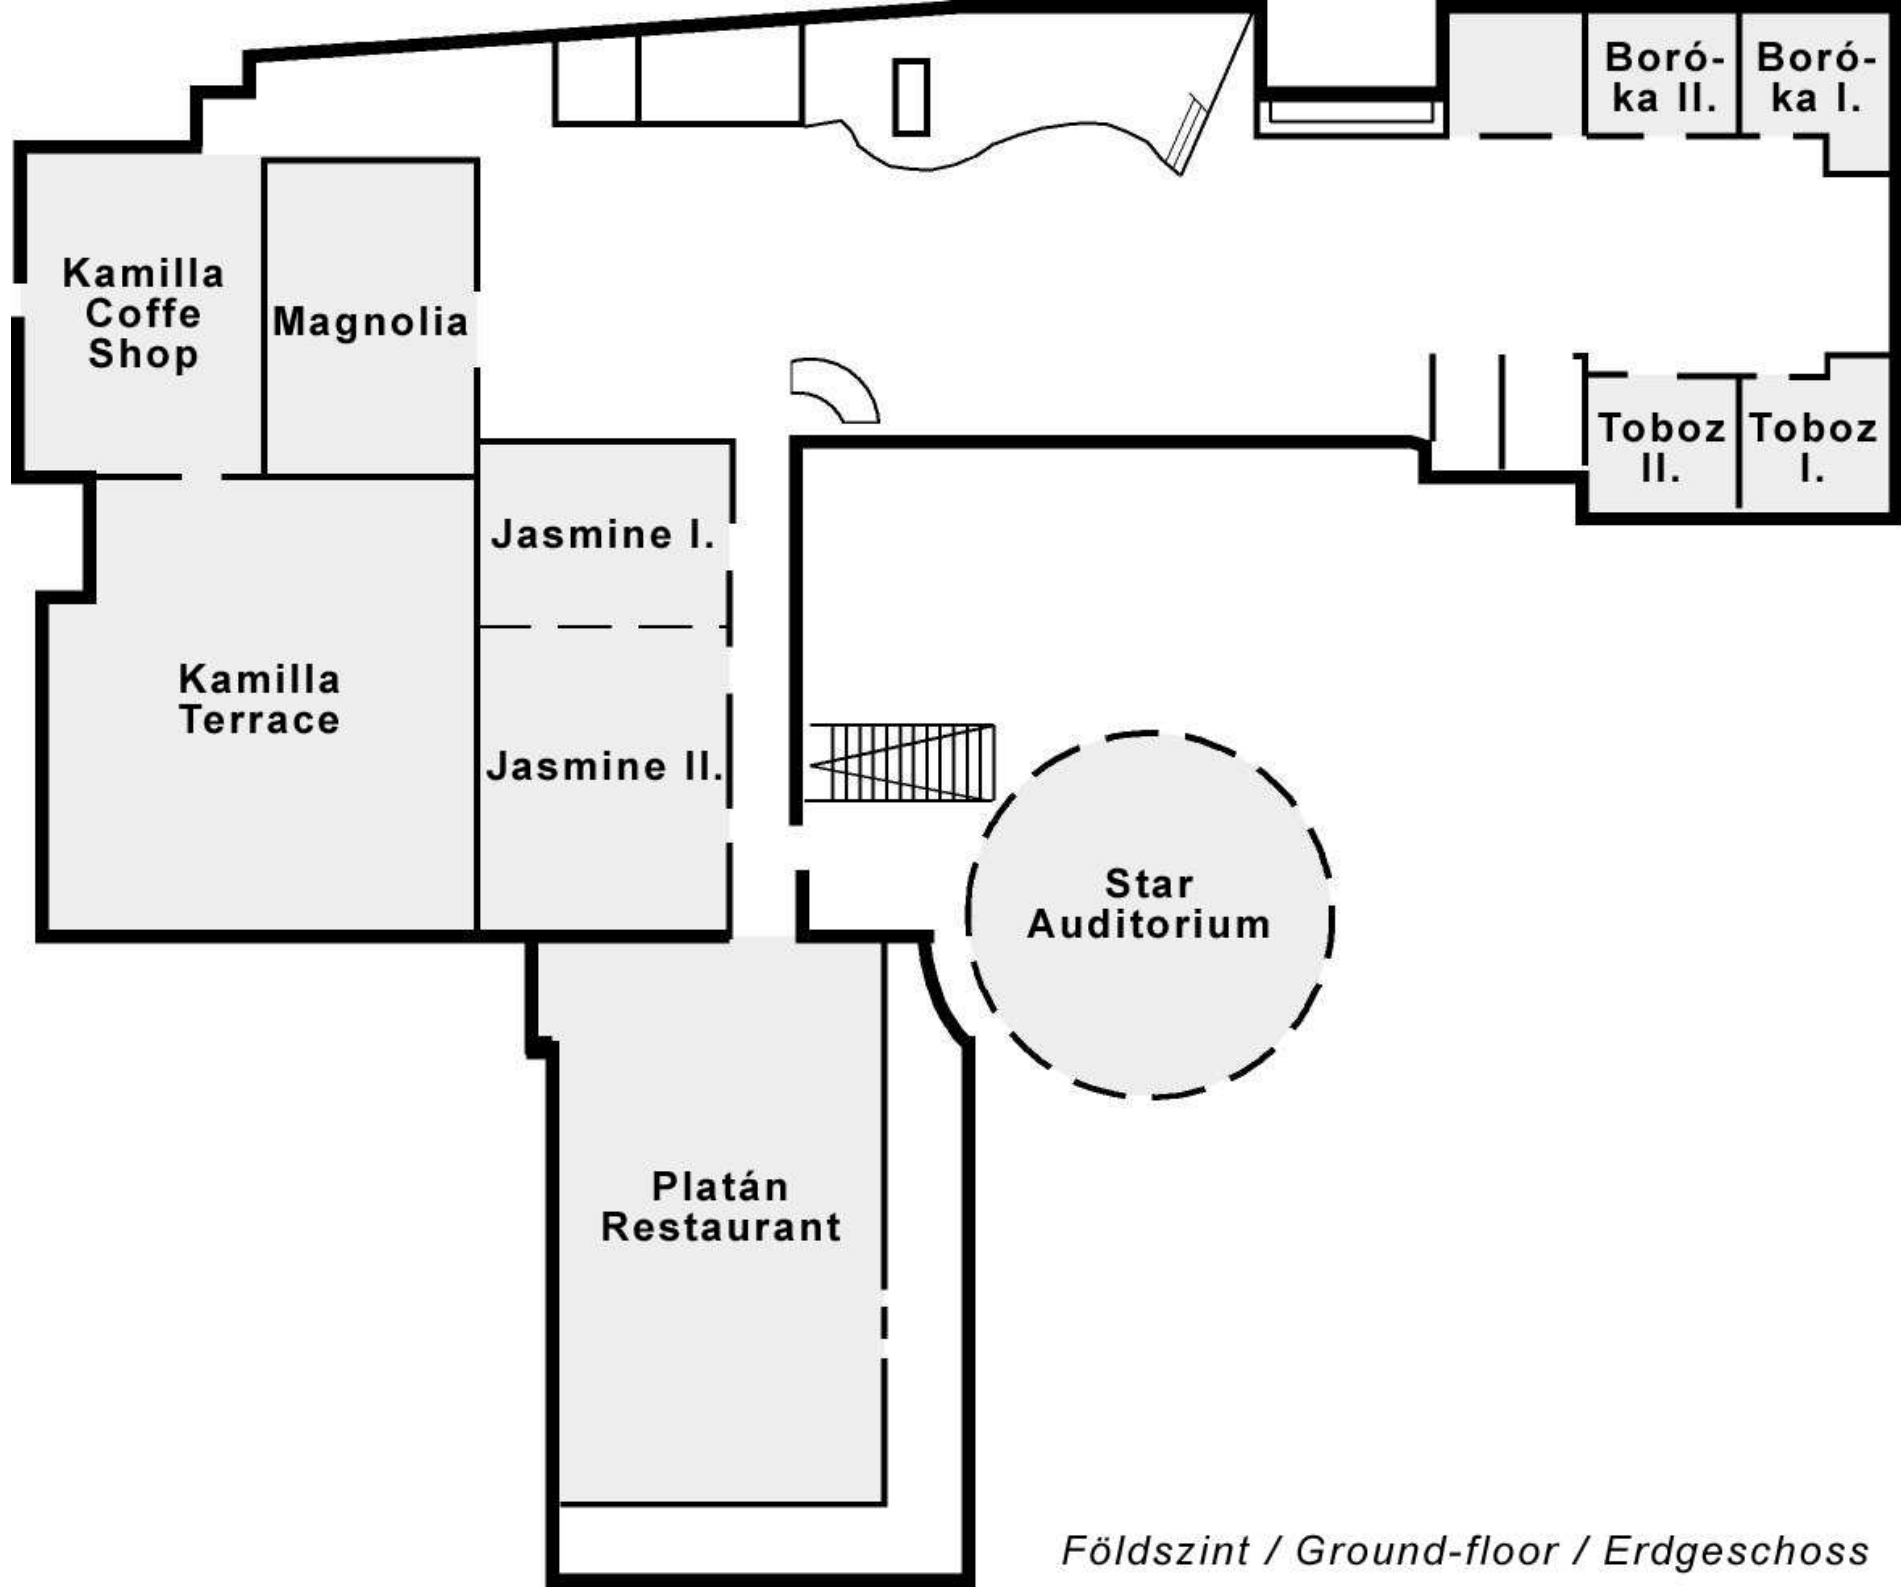 Boró-
ka II.
Boró-
ka I.
Kamilla
Coffe
Shop
Magnolia
Toboz
II.
Toboz
I.
Jasmine I.
Kamilla
Terrace
Jasmine II.
Star
Auditorium
Platán
Restaurant
Földszint / Ground-floor / Erdgeschoss